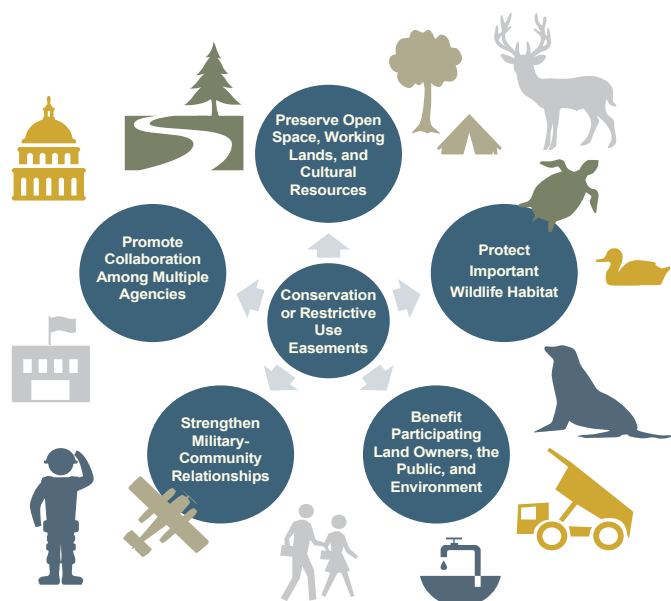 Preserve Open
Space, Working
Lands, and
Cultural
Resources
Promote
Collaboration
Among Multiple
Agencies
Protect
Important
Wildlife Habitat
Conservation
or Restrictive
Use
Easements
Strengthen
Military-
Community
Relationships
Benefit
Participating
Land Owners, the
Public, and
Environment